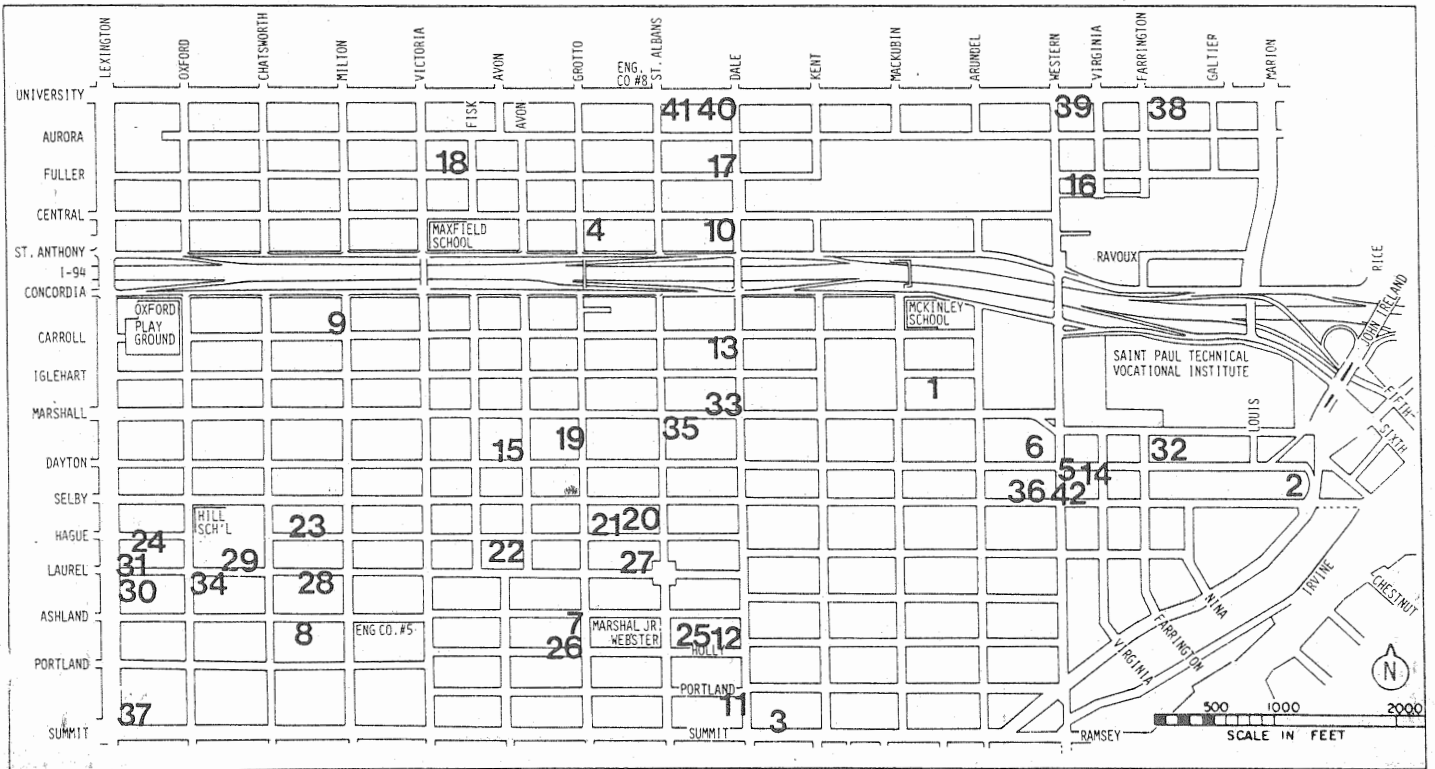 LEXINGTON
OXFORD
CHATSWORTH
MILTON
VICTORIA
AVON
GROTTO
ENG.
CO #8
ST. ALBANS
DALE
KENT
MACKUBIN
ARUNDEL
WESTERN
VIRGINIA
FARRINGTON
GALTIER
MARION
UNIVERSITY
FISK
AVON
41 40 39 38
AURORA
18 17
FULLER
16
CENTRAL
MAXFIELD
SCHOOL
4 10
ST. ANTHONY
RAVOUX
I-94
RICE
CONCORDIA
JOHN IRELAND
OXFORD
PLAY
GROUND
9
MCKINLEY
SCHOOL
CARROLL
13
SAINT PAUL TECHNICAL
VOCATIONAL INSTITUTE
IGLEHART
1
33
MARSHALL
LOUIS
FIFTH
SIXTH
15 19 35 6 32
DAYTON
5 14
36 42 2
SELBY
HILL
SCH'L
23 21 20
HAGUE
24 29 22 27
31
LAUREL
30 34 28
IRVINE
CHESTNUT
NINA
ASHLAND
8
ENG CO. #5
7
26
MARSHAL JR
WEBSTER
25 12
HOLLY
FARRINGTON
VIRGINIA
PORTLAND
PORTLAND
N
37 11 3
SUMMIT
SUMMIT
RAMSEY
500 1000 2000
SCALE IN FEET